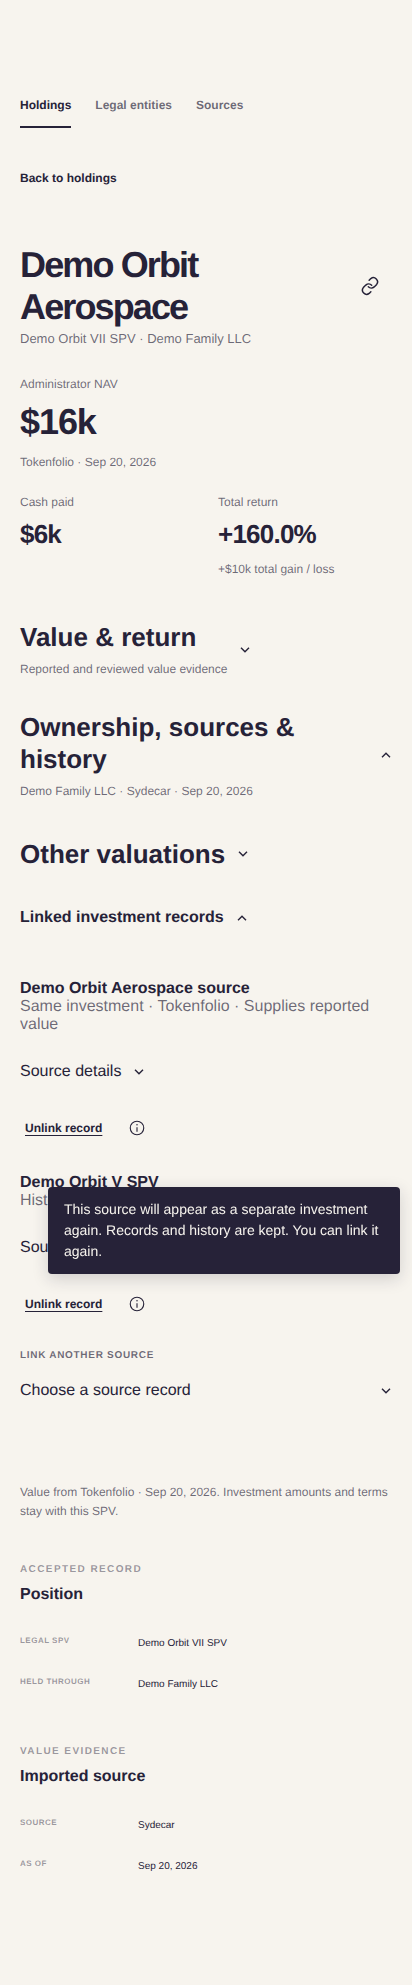 Holdings Legal entities Sources
Back to holdings
Demo Orbit
Aerospace
Demo Orbit VII SPV · Demo Family LLC
Administrator NAV
$16k
Tokenfolio · Sep 20, 2026
Cash paid Total return
$6k +160.0%
+$10k total gain / loss
Value & return
Reported and reviewed value evidence
Ownership, sources &
history
Demo Family LLC · Sydecar · Sep 20, 2026
Other valuations
Linked investment records
Demo Orbit Aerospace source
Same investment · Tokenfolio · Supplies reported
value
Source details
Unlink record
Demo Orbit V SPV
Hist
Sou
This source will appear as a separate investment
again. Records and history are kept. You can link it
again.
Unlink record
LINK ANOTHER SOURCE
Choose a source record
Value from Tokenfolio · Sep 20, 2026. Investment amounts and terms
stay with this SPV.
ACCEPTED RECORD
Position
LEGAL SPV Demo Orbit VII SPV
HELD THROUGH Demo Family LLC
VALUE EVIDENCE
Imported source
SOURCE Sydecar
AS OF Sep 20, 2026